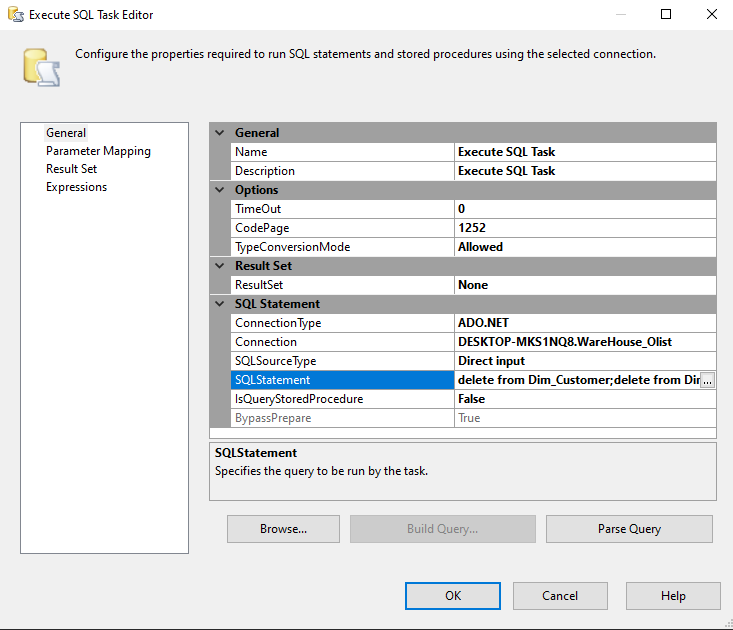 Execute SQL Task Editor
Configure the properties required to run SQL statements and stored procedures using the selected connection.
General
Parameter Mapping
Result Set
Expressions
General
Name Execute SQL Task
Description Execute SQL Task
Options
TimeOut 0
CodePage 1252
TypeConversionMode Allowed
Result Set
ResultSet None
SQL Statement
ConnectionType ADO.NET
Connection DESKTOP-MKS1NQ8.WareHouse_Olist
SQLSourceType Direct input
SQLStatement delete from Dim_Customer;delete from Dir ...
IsQueryStoredProcedure False
BypassPrepare True
SQLStatement
Specifies the query to be run by the task.
Browse... Build Query... Parse Query
OK Cancel Help